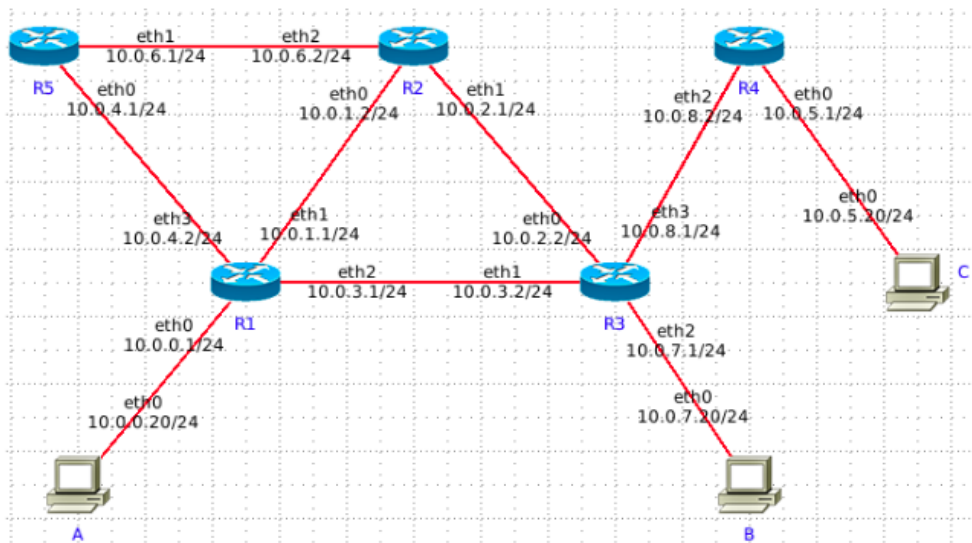 eth1
10.0.6.1/24
eth2
10.0.6.2/24
R5
R2
R4
eth0
10.0.4.1/24
eth0
10.0.1.2/24
eth1
10.0.2.1/24
eth2
10.0.8.2/24
eth0
10.0.5.1/24
eth0
10.0.5.20/24
eth3
10.0.4.2/24
eth1
10.0.1.1/24
eth0
10.0.2.2/24
eth3
10.0.8.1/24
C
eth2
10.0.3.1/24
eth1
10.0.3.2/24
R1
R3
eth0
10.0.0.1/24
eth2
10.0.7.1/24
eth0
10.0.0.20/24
eth0
10.0.7.20/24
A
B